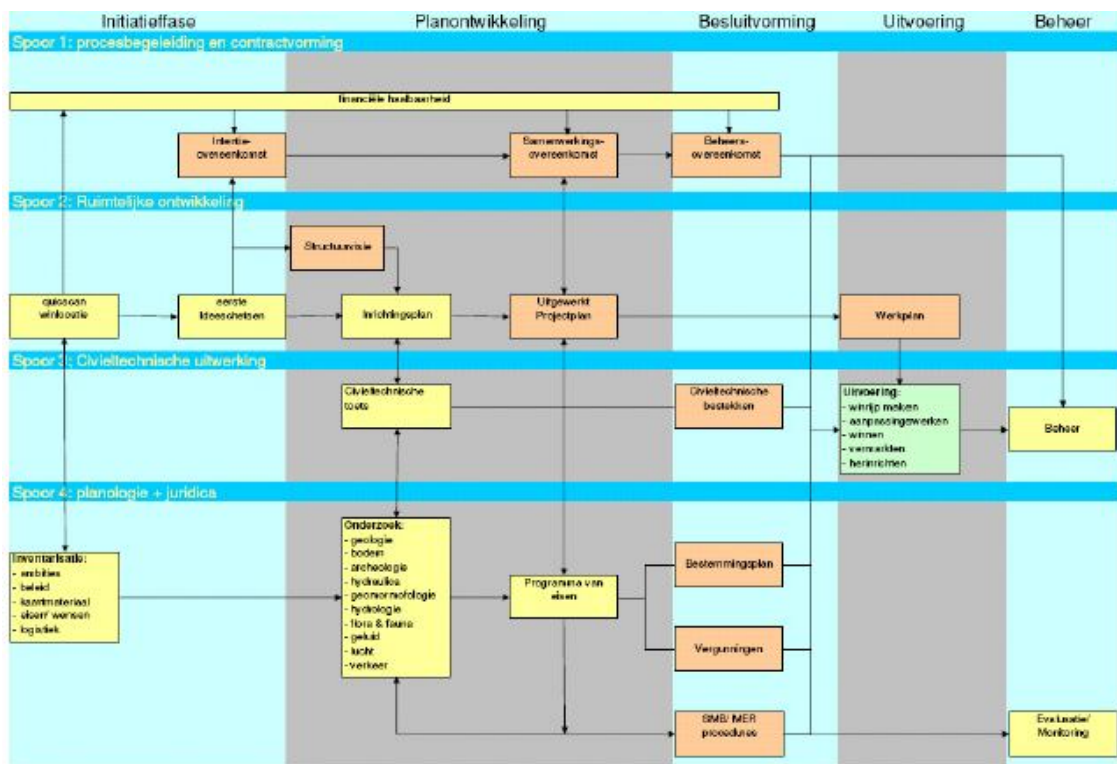 Initiatieffase
Planontwikkeling
Besluitvorming
Uitvoering
Beheer
Spoor 1: procesbegeleiding en contractvorming
financiële haalbaarheid
Intentie-
overeenkomst
Samenwerkings-
overeenkomst
Beheers-
overeenkomst
Spoor 2: Ruimtelijke ontwikkeling
Structuurvisie
quicscan
winlocatie
eerste
Ideeschetsen
Inrichtingsplan
Uitgewerkt
Projectplan
Werkplan
Spoor 3: Civieltechnische uitwerking
Civieltechnische
toets
Civieltechnische
bestekken
Uitvoering:
- winrijp maken
- aanpassingswerken
- winnen
- vermarkten
- herinrichten
Beheer
Spoor 4: planologie + juridica
Inventarisatie:
- ambities
- beleid
- kaartmateriaal
- eisen/ wensen
- logistiek
Onderzoek:
- geologie
- bodem
- archeologie
- hydraulica
- geomormofologie
- hydrologie
- flora & fauna
- geluid
- lucht
- verkeer
Programma van
eisen
Bestemmingsplan
Vergunningen
SMB/ MER
procedures
Evaluatie/
Monitoring